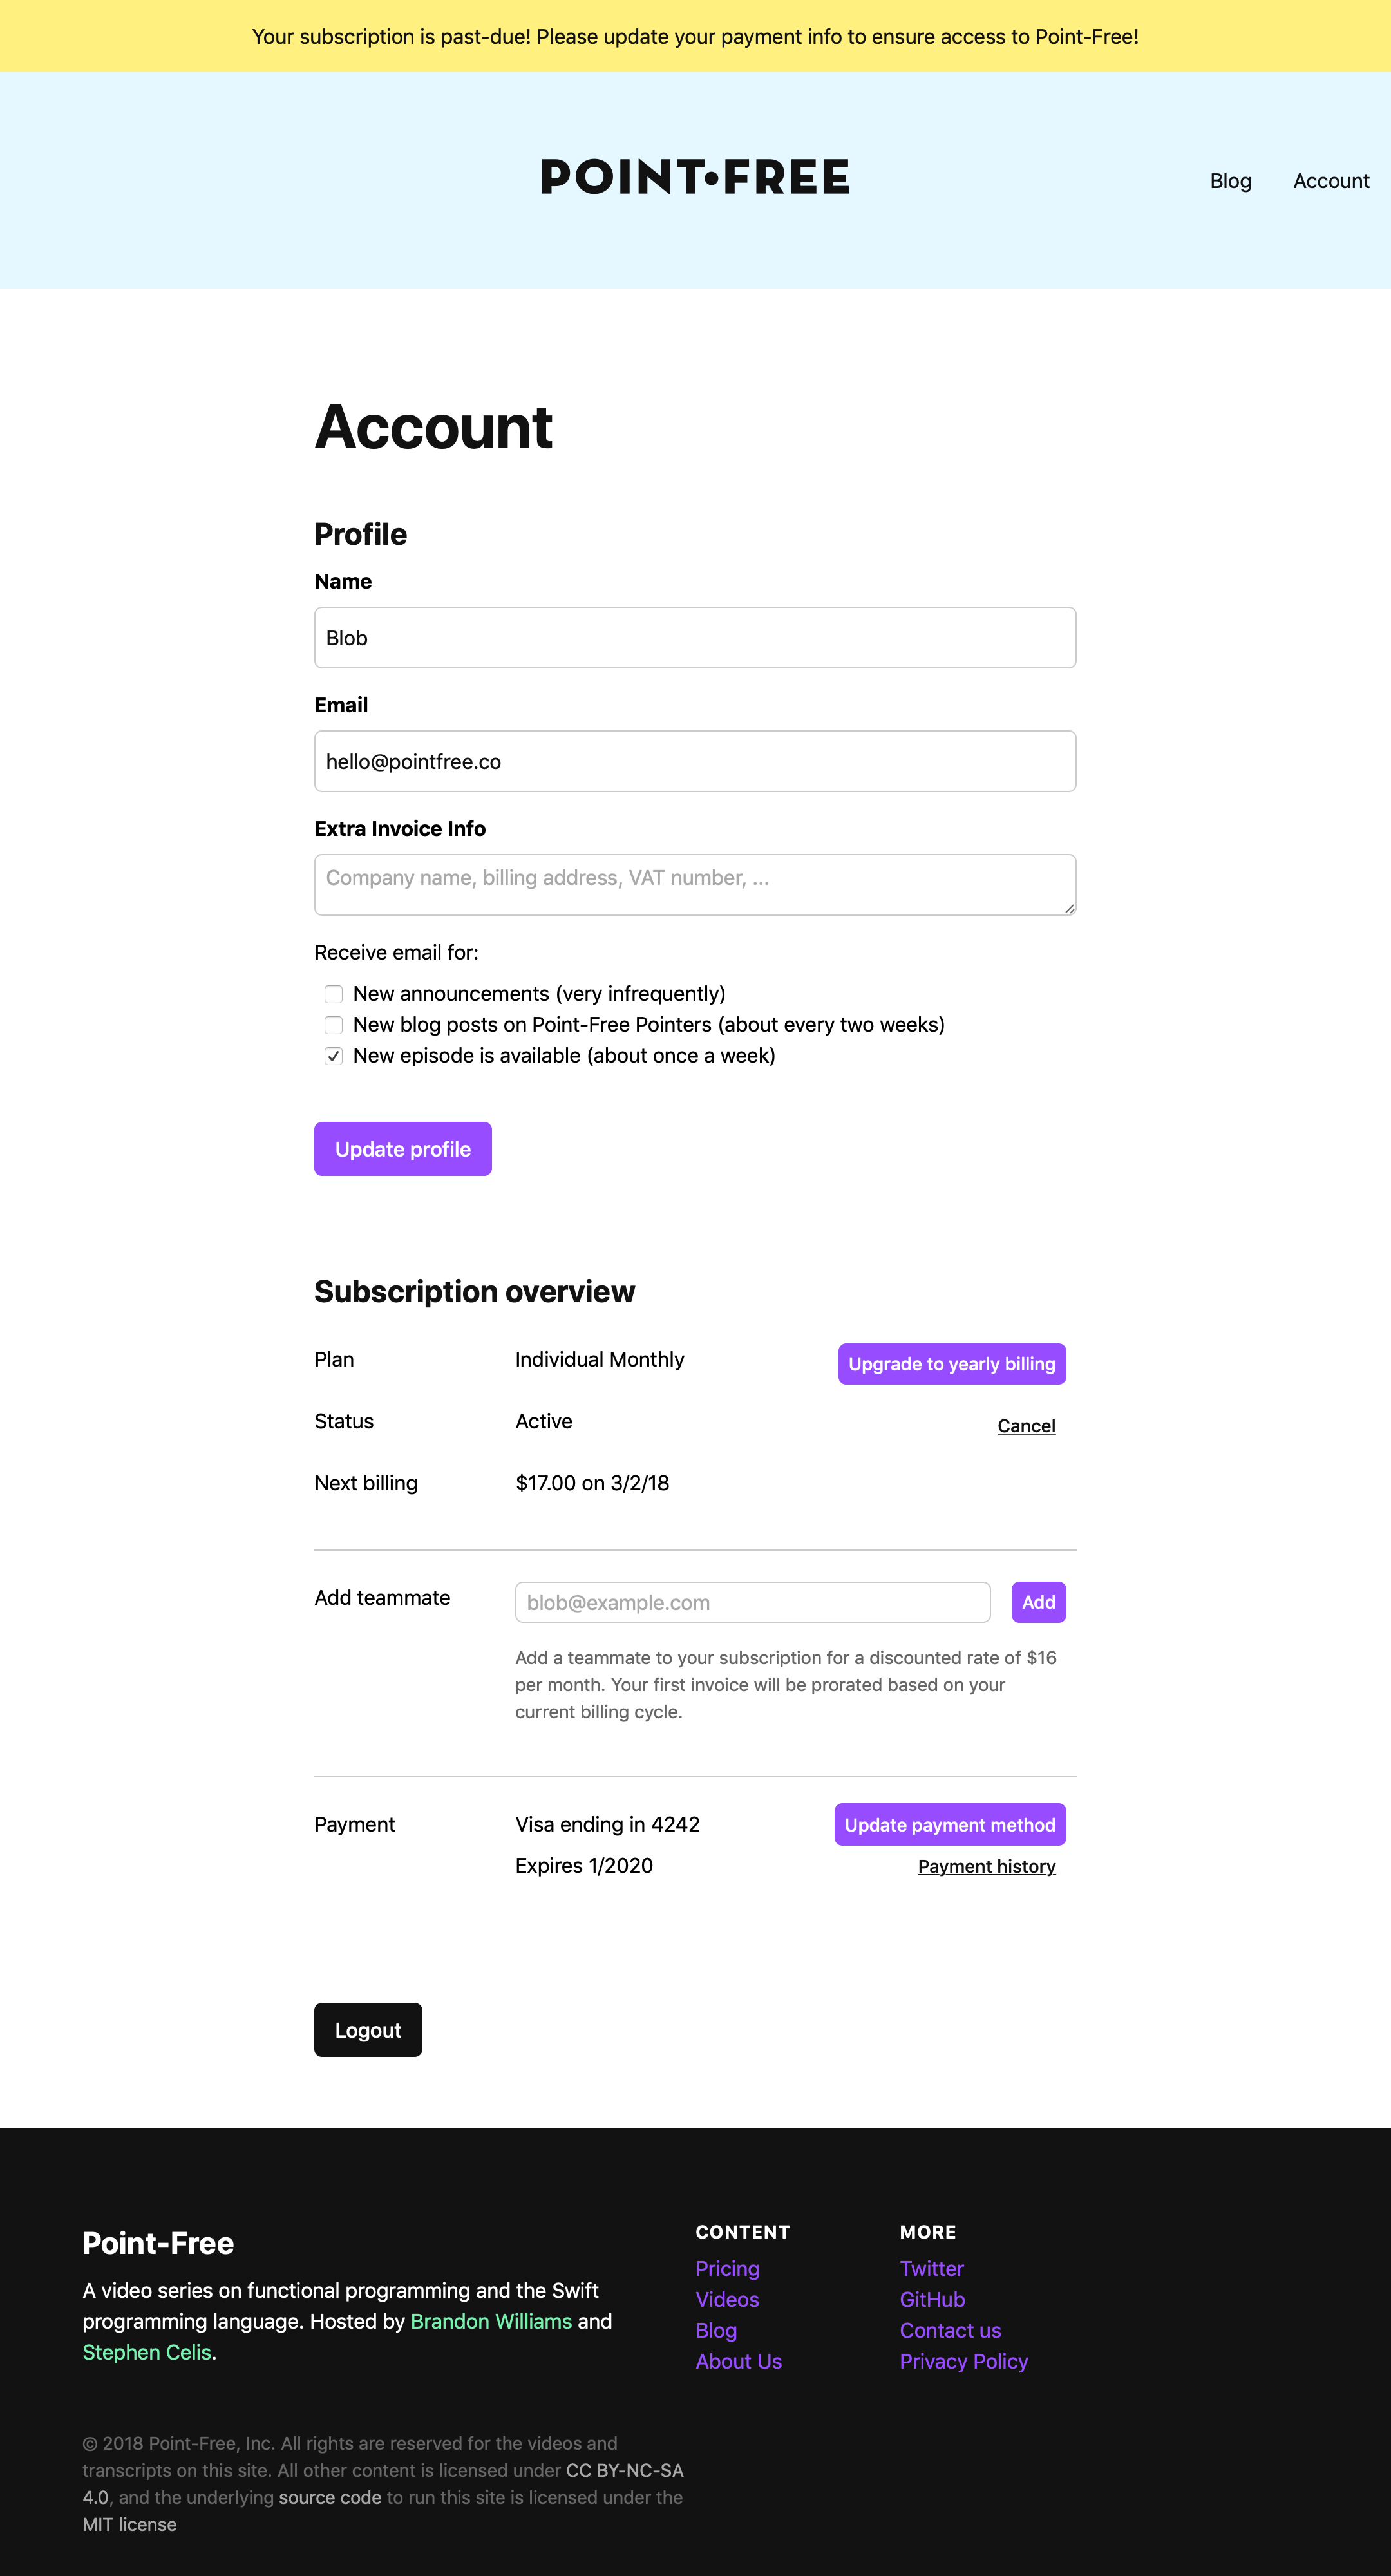 Your subscription is past-due! Please update your payment info to ensure access to Point-Free!
POINT•FREE
Blog
Account
Account
Profile
Name
Blob
Email
hello@pointfree.co
Extra Invoice Info
Company name, billing address, VAT number, ...
Receive email for:
New announcements (very infrequently)
New blog posts on Point-Free Pointers (about every two weeks)
New episode is available (about once a week)
Update profile
Subscription overview
Plan
Individual Monthly
Upgrade to yearly billing
Status
Active
Cancel
Next billing
$17.00 on 3/2/18
Add teammate
blob@example.com
Add
Add a teammate to your subscription for a discounted rate of $16
per month. Your first invoice will be prorated based on your
current billing cycle.
Payment
Visa ending in 4242
Update payment method
Expires 1/2020
Payment history
Logout
Point-Free
A video series on functional programming and the Swift
programming language. Hosted by Brandon Williams and
Stephen Celis.
CONTENT
Pricing
Videos
Blog
About Us
MORE
Twitter
GitHub
Contact us
Privacy Policy
© 2018 Point-Free, Inc. All rights are reserved for the videos and
transcripts on this site. All other content is licensed under CC BY-NC-SA
4.0, and the underlying source code to run this site is licensed under the
MIT license